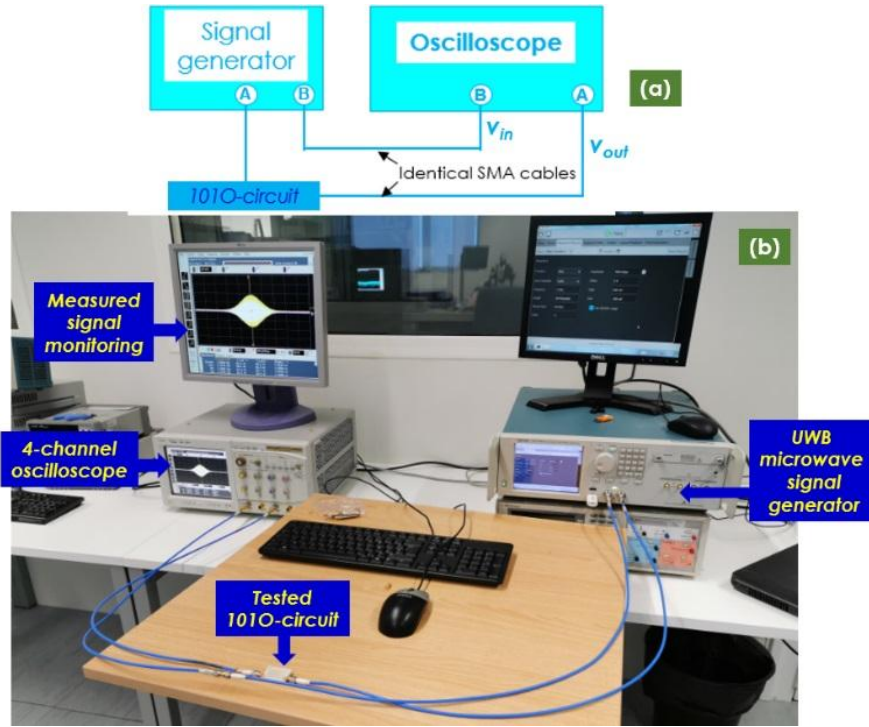 Signal
generator
Oscilloscope
A
B
B
A
(a)
v_in
v_out
Identical SMA cables
101O-circuit
(b)
Measured
signal
monitoring
4-channel
oscilloscope
UWB
microwave
signal
generator
Tested
101O-circuit
DELL